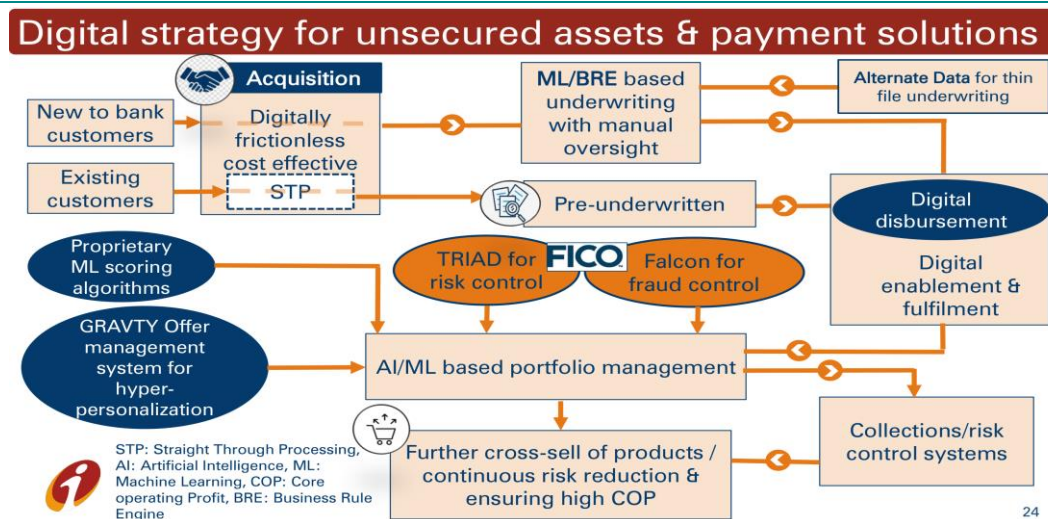 Digital strategy for unsecured assets & payment solutions
Acquisition
New to bank
customers
Existing
customers
Digitally
frictionless
cost effective
STP
ML/BRE based
underwriting
with manual
oversight
Alternate Data for thin
file underwriting
Pre-underwritten
Digital
disbursement
Digital
enablement &
fulfilment
Proprietary
ML scoring
algorithms
TRIAD for
risk control
FICO
Falcon for
fraud control
GRAVTY Offer
management
system for
hyper-
personalization
AI/ML based portfolio management
Collections/risk
control systems
Further cross-sell of products /
continuous risk reduction &
ensuring high COP
STP: Straight Through Processing,
AI: Artificial Intelligence, ML:
Machine Learning, COP: Core
operating Profit, BRE: Business Rule
Engine
24